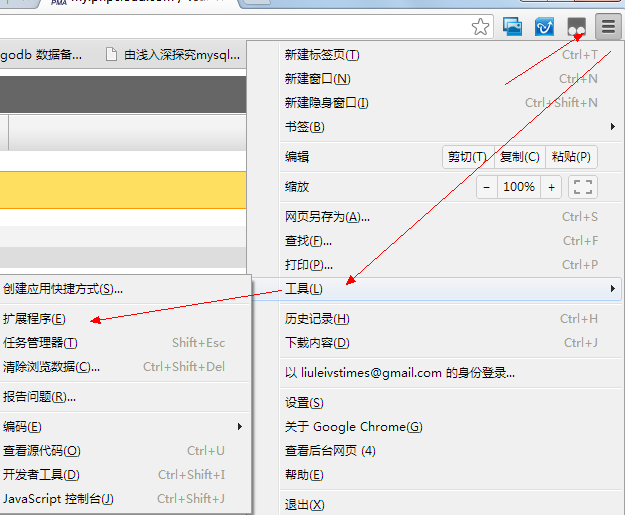 PMA
godb 数据备...
由浅入深探究mysql...
新建标签页(T) Ctrl+T
新建窗口(N) Ctrl+N
新建隐身窗口(I) Ctrl+Shift+N
书签(B)
编辑 剪切(T) 复制(C) 粘贴(P)
缩放 − 100% +
网页另存为(A)... Ctrl+S
查找(F)... Ctrl+F
打印(P)... Ctrl+P
工具(L)
历史记录(H) Ctrl+H
下载内容(D) Ctrl+J
以 liuleivstimes@gmail.com 的身份登录...
设置(S)
关于 Google Chrome(G)
查看后台网页 (4)
帮助(E)
退出(X)
创建应用快捷方式(S)...
扩展程序(E)
任务管理器(T) Shift+Esc
清除浏览数据(C)... Ctrl+Shift+Del
报告问题(R)...
编码(E)
查看源代码(O) Ctrl+U
开发者工具(D) Ctrl+Shift+I
JavaScript 控制台(J) Ctrl+Shift+J